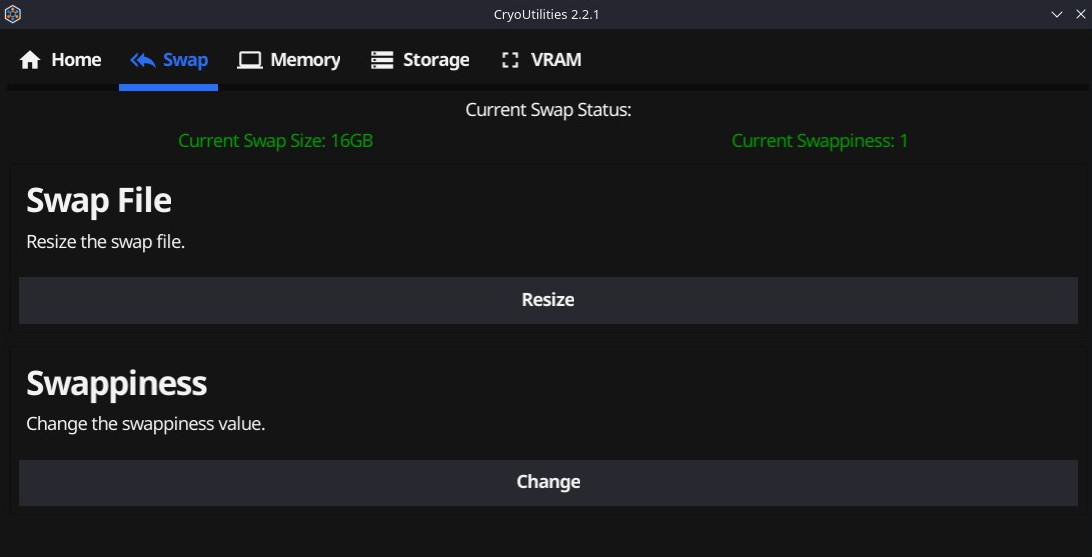 CryoUtilities 2.2.1
Home Swap Memory Storage VRAM
Current Swap Status:
Current Swap Size: 16GB Current Swappiness: 1
Swap File
Resize the swap file.
Resize
Swappiness
Change the swappiness value.
Change